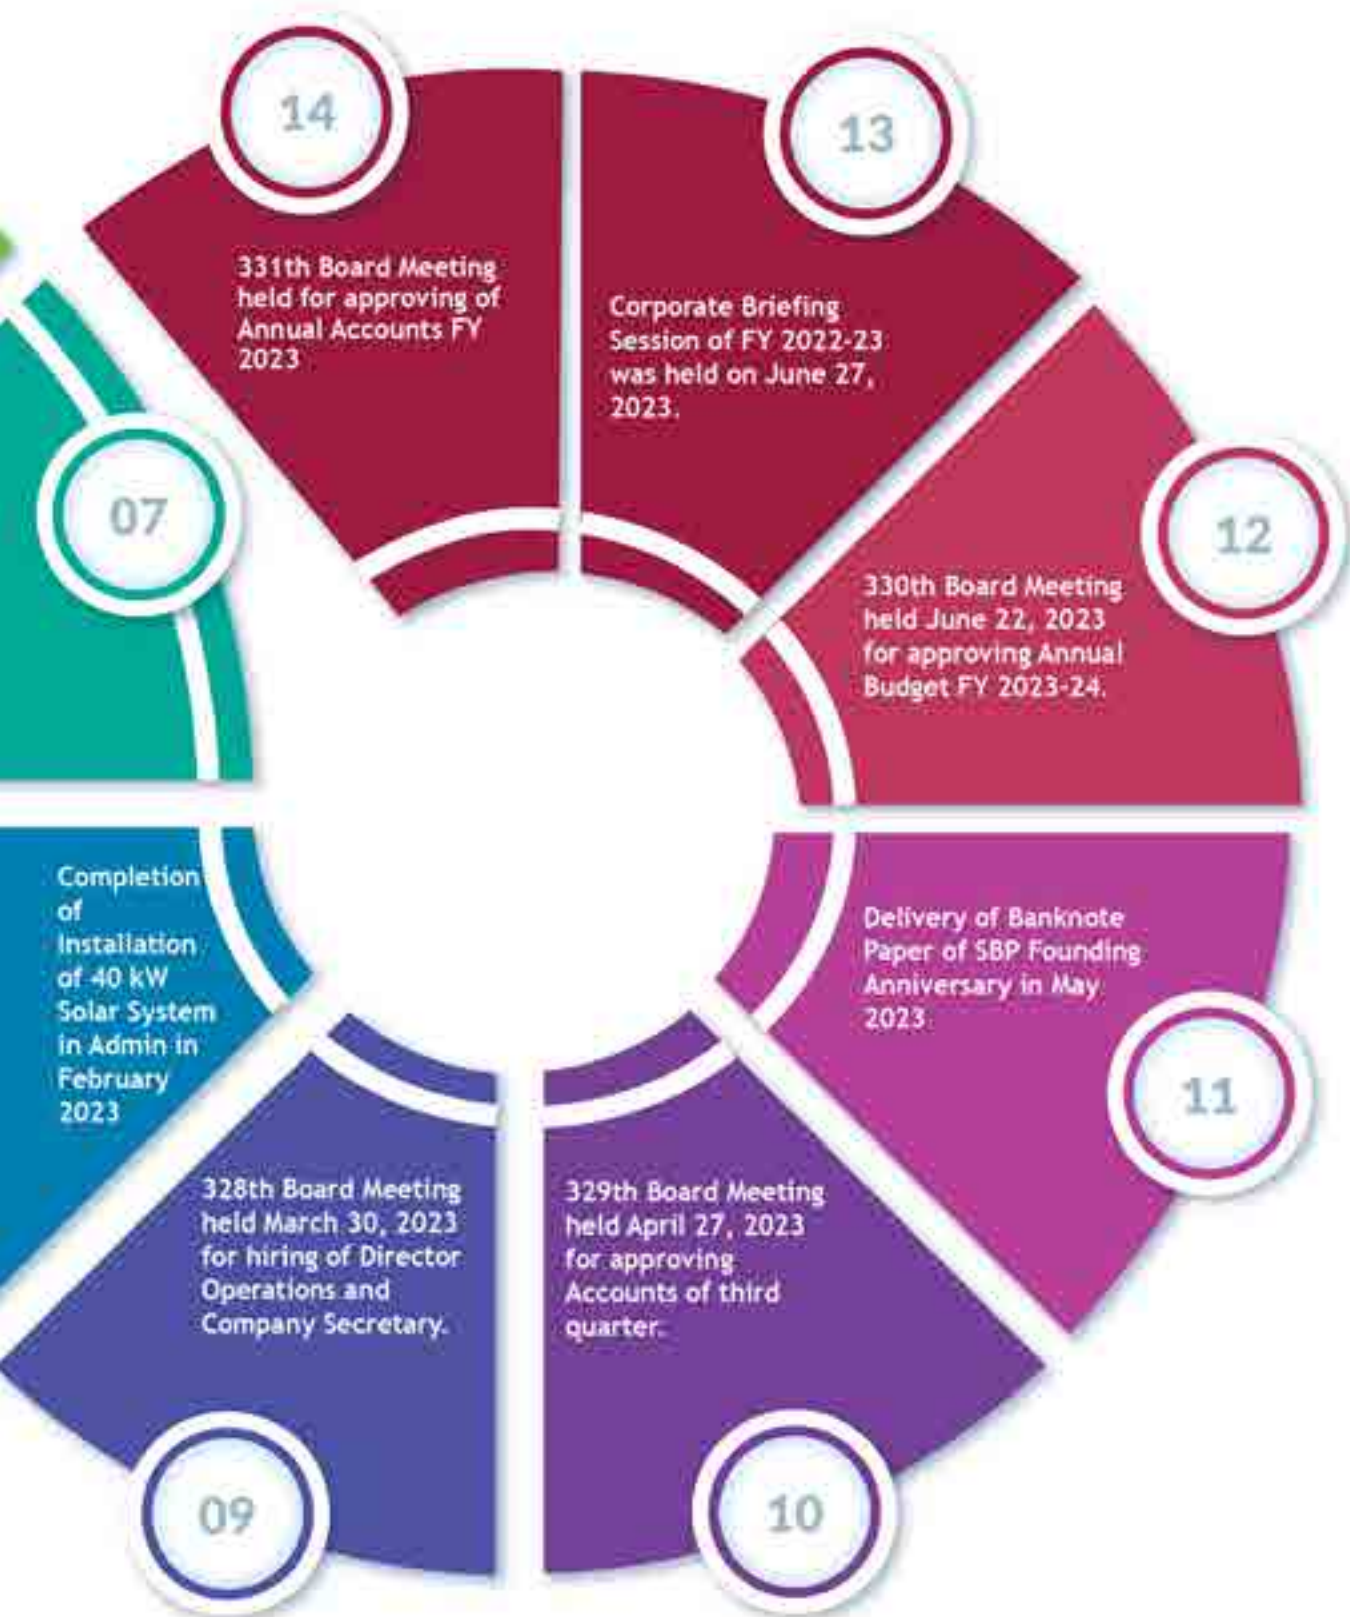 14
331th Board Meeting
held for approving of
Annual Accounts FY
2023
13
Corporate Briefing
Session of FY 2022-23
was held on June 27,
2023.
12
330th Board Meeting
held June 22, 2023
for approving Annual
Budget FY 2023-24.
07
Completion
of
Installation
of 40 kW
Solar System
in Admin in
February
2023
Delivery of Banknote
Paper of SBP Founding
Anniversary in May
2023
11
328th Board Meeting
held March 30, 2023
for hiring of Director
Operations and
Company Secretary.
09
329th Board Meeting
held April 27, 2023
for approving
Accounts of third
quarter.
10